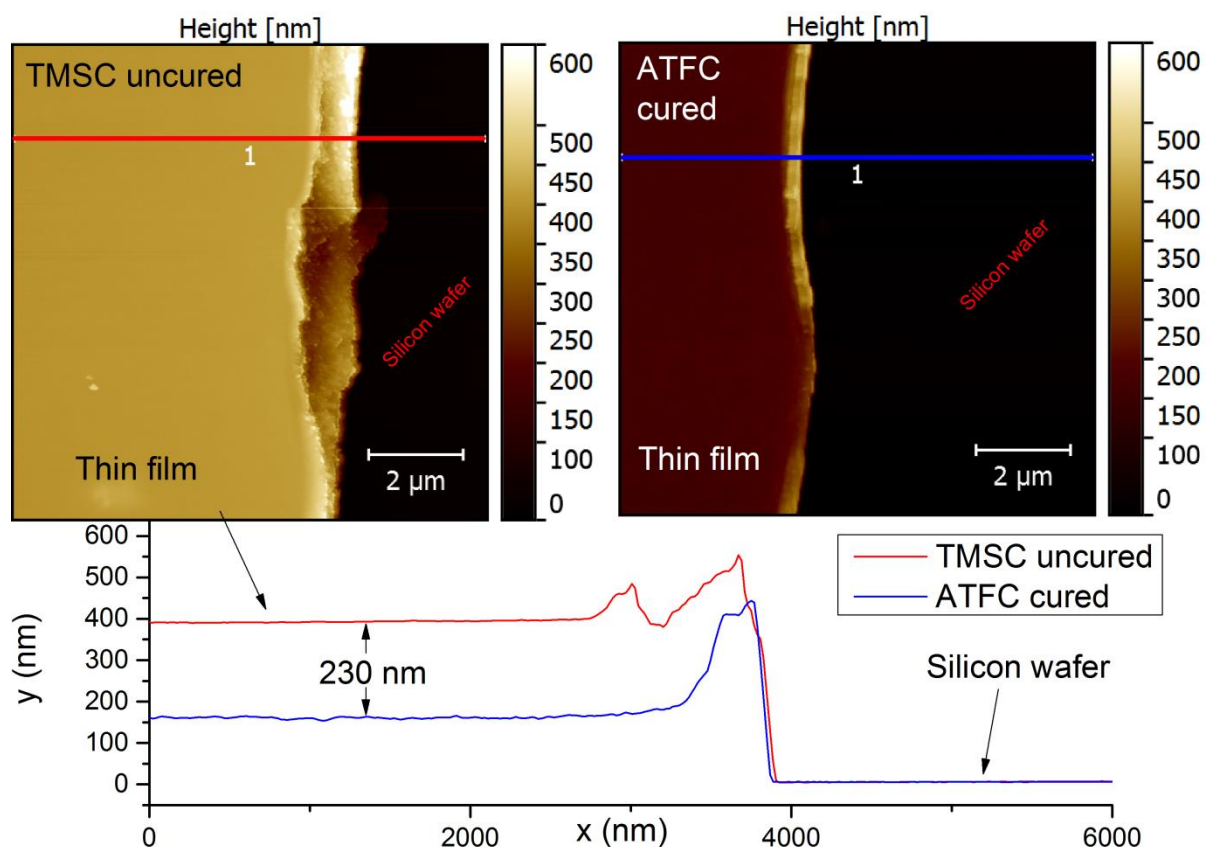 Height [nm]
TMSC uncured
1
Silicon wafer
Thin film
2 µm
600
500
450
400
350
300
250
200
150
100
0
Height [nm]
ATFC
cured
1
Silicon wafer
Thin film
2 µm
600
500
450
400
350
300
250
200
150
100
0
y (nm)
600
500
400
300
200
100
0
230 nm
TMSC uncured
ATFC cured
Silicon wafer
0
2000
4000
6000
x (nm)